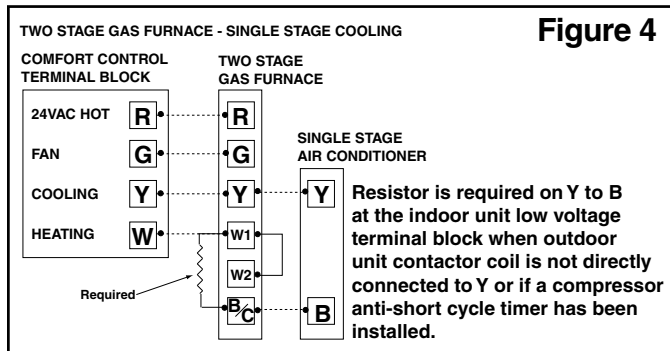 TWO STAGE GAS FURNACE - SINGLE STAGE COOLING
Figure 4
COMFORT CONTROL
TERMINAL BLOCK
TWO STAGE
GAS FURNACE
24VAC HOT R R
FAN G G
SINGLE STAGE
AIR CONDITIONER
COOLING Y Y Y
HEATING W W1
W2
Required
B/C B
Resistor is required on Y to B
at the indoor unit low voltage
terminal block when outdoor
unit contactor coil is not directly
connected to Y or if a compressor
anti-short cycle timer has been
installed.